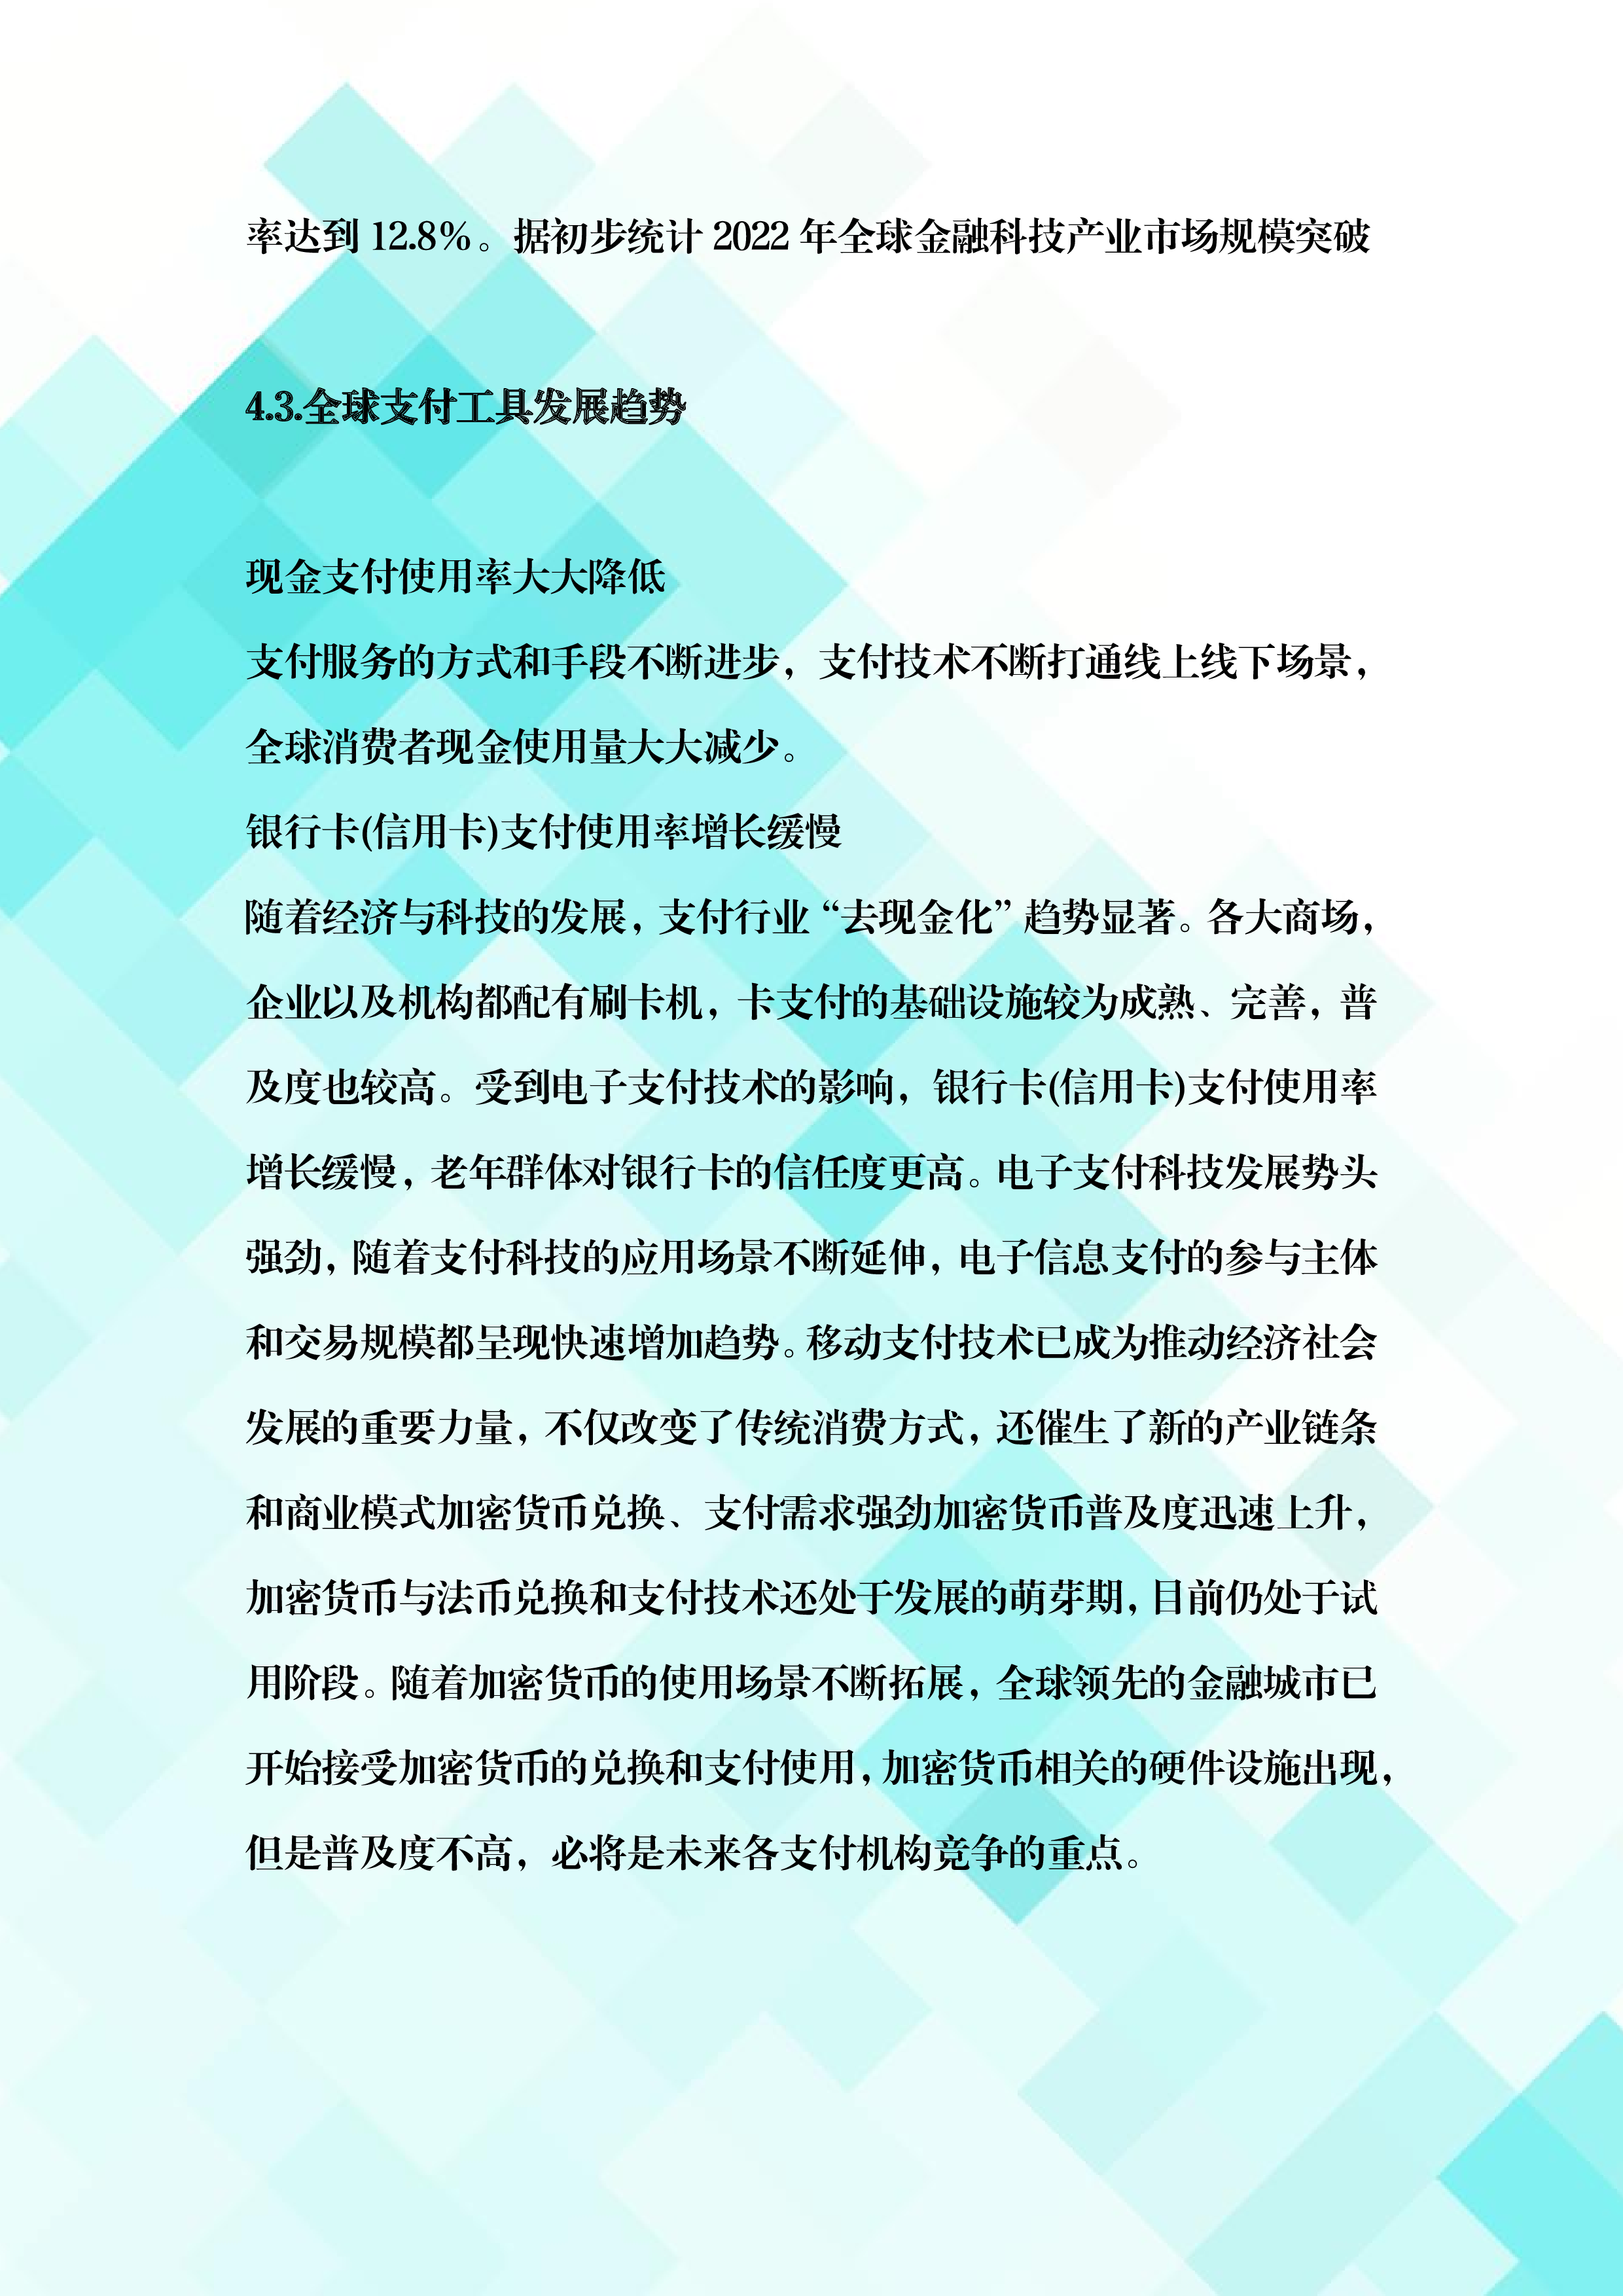 率达到 12.8%。据初步统计 2022 年全球金融科技产业市场规模突破
4.3.全球支付工具发展趋势
现金支付使用率大大降低
支付服务的方式和手段不断进步，支付技术不断打通线上线下场景，
全球消费者现金使用量大大减少。
银行卡(信用卡)支付使用率增长缓慢
随着经济与科技的发展，支付行业“去现金化”趋势显著。各大商场，
企业以及机构都配有刷卡机，卡支付的基础设施较为成熟、完善，普
及度也较高。受到电子支付技术的影响，银行卡(信用卡)支付使用率
增长缓慢，老年群体对银行卡的信任度更高。电子支付科技发展势头
强劲，随着支付科技的应用场景不断延伸，电子信息支付的参与主体
和交易规模都呈现快速增加趋势。移动支付技术已成为推动经济社会
发展的重要力量，不仅改变了传统消费方式，还催生了新的产业链条
和商业模式加密货币兑换、支付需求强劲加密货币普及度迅速上升，
加密货币与法币兑换和支付技术还处于发展的萌芽期，目前仍处于试
用阶段。随着加密货币的使用场景不断拓展，全球领先的金融城市已
开始接受加密货币的兑换和支付使用，加密货币相关的硬件设施出现，
但是普及度不高，必将是未来各支付机构竞争的重点。